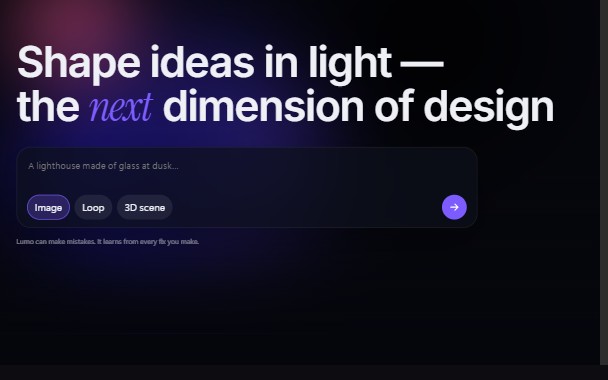 Shape ideas in light —
the next dimension of design
A lighthouse made of glass at dusk...
Image Loop 3D scene
Lumo can make mistakes. It learns from every fix you make.